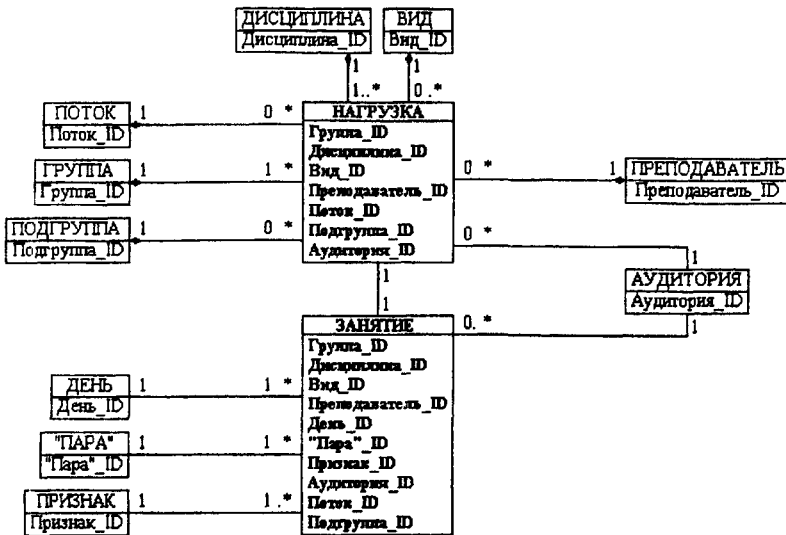 ДИСЦИПЛИНА
Дисциплина_ID
ВИД
Вид_ID
1
1
1..*
0..*
ПОТОК
Поток_ID
1
0 *
ГРУППА
Группа_ID
1
1 *
ПОДГРУППА
Подгруппа_ID
1
0 *
НАГРУЗКА
Группа_ID
Дисциплина_ID
Вид_ID
Преподаватель_ID
Поток_ID
Подгруппа_ID
Аудитория_ID
0 *
1
ПРЕПОДАВАТЕЛЬ
Преподаватель_ID
0 *
1
АУДИТОРИЯ
Аудитория_ID
1
0..*
1
1
ЗАНЯТИЕ
Группа_ID
Дисциплина_ID
Вид_ID
Преподаватель_ID
День_ID
"Пара"_ID
Признак_ID
Аудитория_ID
Поток_ID
Подгруппа_ID
ДЕНЬ
День_ID
1
1 *
"ПАРА"
"Пара"_ID
1
1 *
ПРИЗНАК
Признак_ID
1
1..*